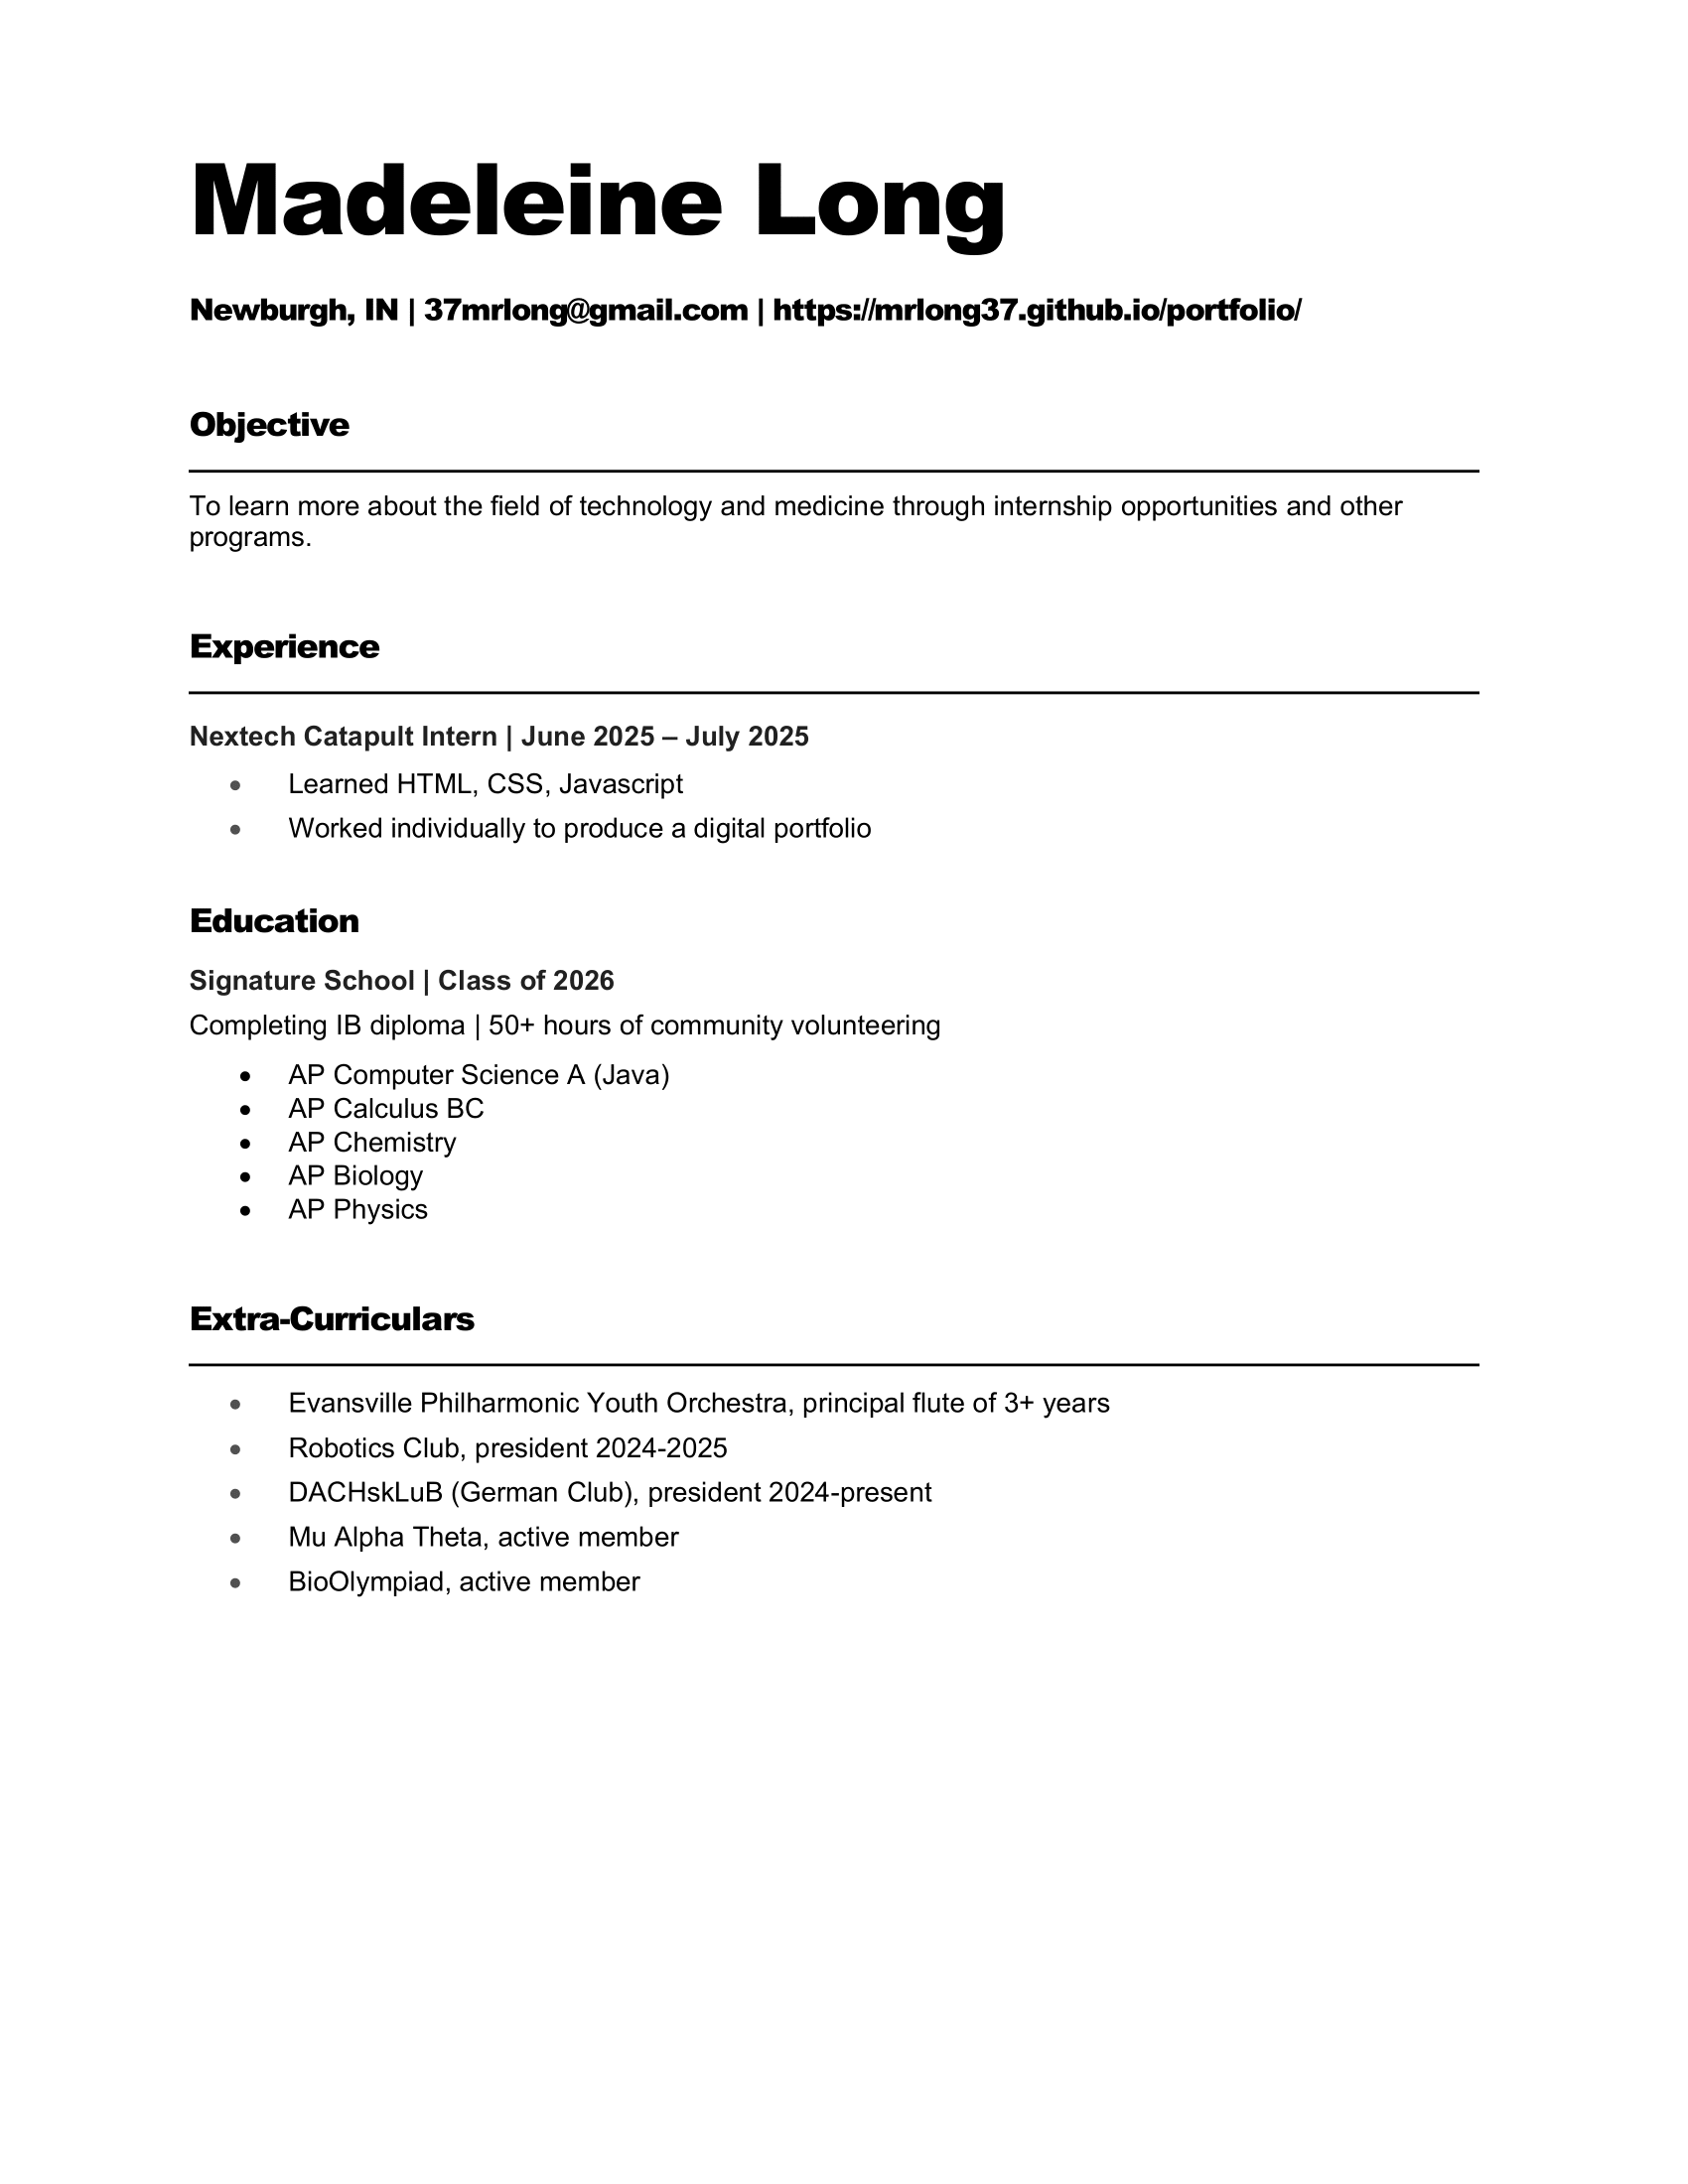 Madeleine Long
Newburgh, IN | 37mrlong@gmail.com | https://mrlong37.github.io/portfolio/
Objective
To learn more about the field of technology and medicine through internship opportunities and other
programs.
Experience
Nextech Catapult Intern | June 2025 – July 2025
• Learned HTML, CSS, Javascript
• Worked individually to produce a digital portfolio
Education
Signature School | Class of 2026
Completing IB diploma | 50+ hours of community volunteering
• AP Computer Science A (Java)
• AP Calculus BC
• AP Chemistry
• AP Biology
• AP Physics
Extra-Curriculars
• Evansville Philharmonic Youth Orchestra, principal flute of 3+ years
• Robotics Club, president 2024-2025
• DACHskLuB (German Club), president 2024-present
• Mu Alpha Theta, active member
• BioOlympiad, active member